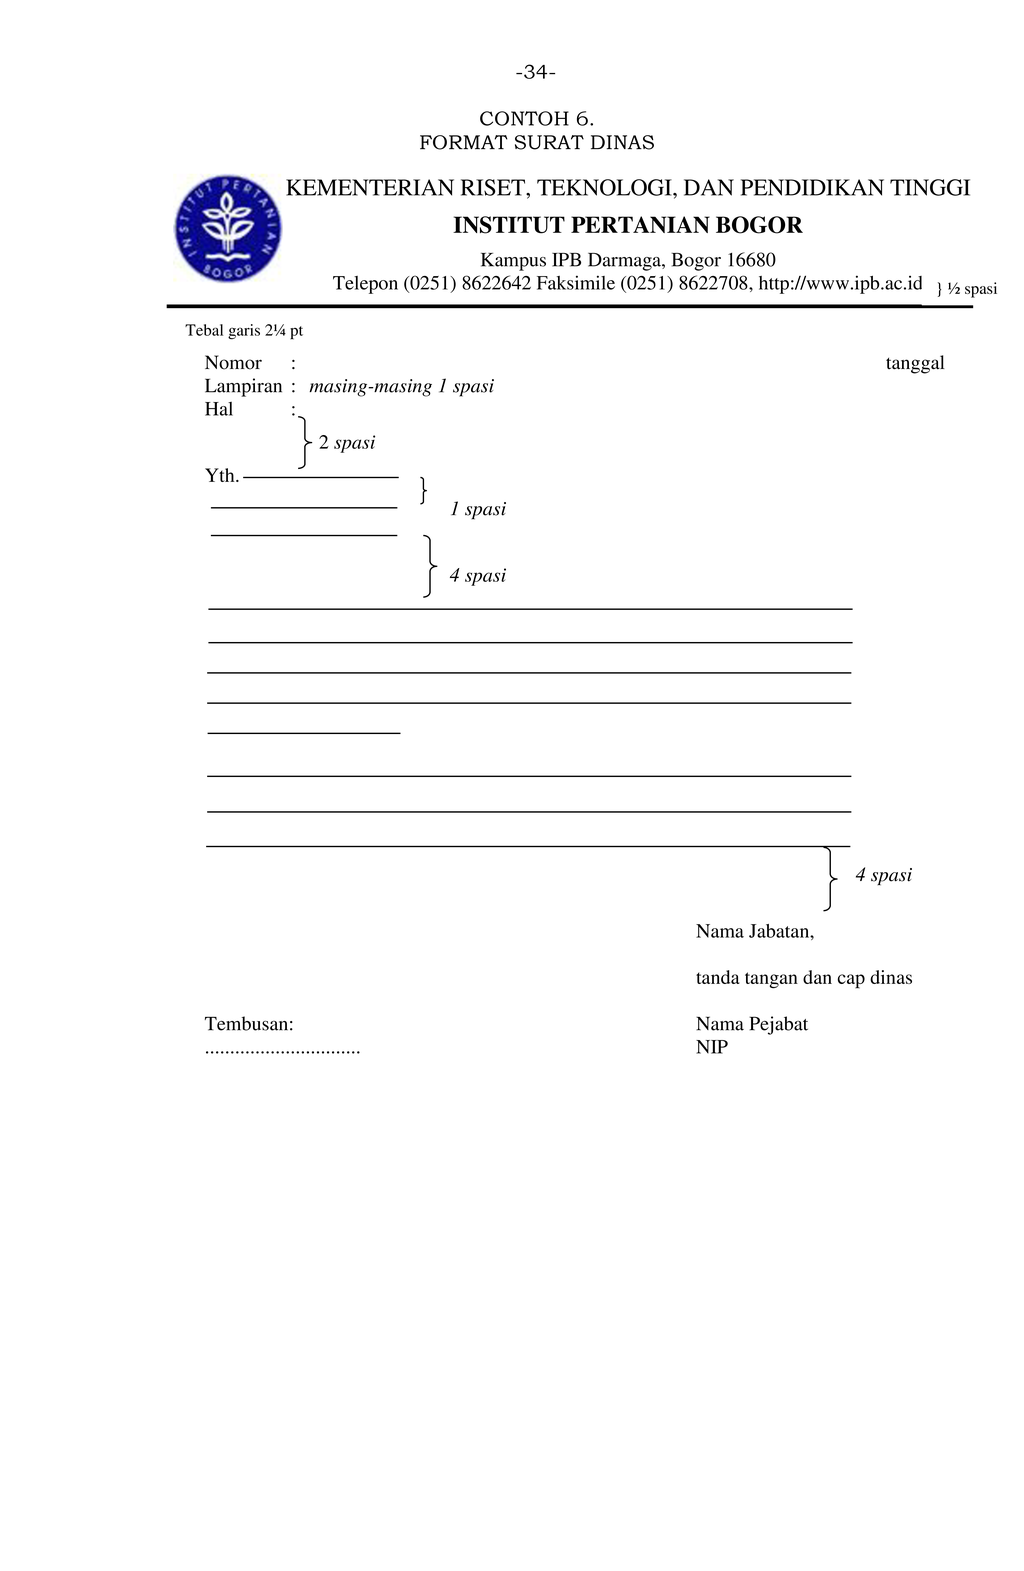 -34-
CONTOH 6.
FORMAT SURAT DINAS
INSTITUT PERTANIAN BOGOR
KEMENTERIAN RISET, TEKNOLOGI, DAN PENDIDIKAN TINGGI
INSTITUT PERTANIAN BOGOR
Kampus IPB Darmaga, Bogor 16680
Telepon (0251) 8622642 Faksimile (0251) 8622708, http://www.ipb.ac.id } ½ spasi
Tebal garis 2¼ pt
Nomor : tanggal
Lampiran : masing-masing 1 spasi
Hal :
2 spasi
Yth.
1 spasi
4 spasi
4 spasi
Nama Jabatan,
tanda tangan dan cap dinas
Tembusan: Nama Pejabat
............................... NIP